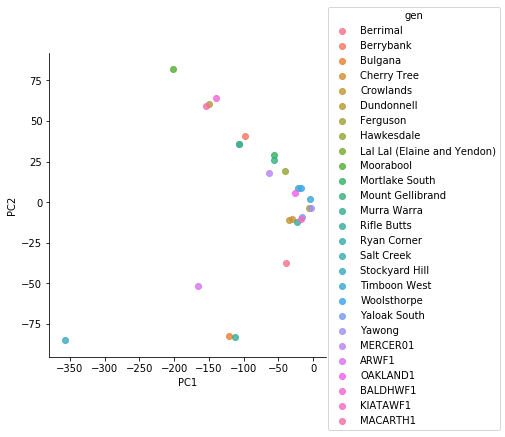 gen
Berrimal
Berrybank
Bulgana
Cherry Tree
Crowlands
Dundonnell
Ferguson
Hawkesdale
Lal Lal (Elaine and Yendon)
Moorabool
Mortlake South
Mount Gellibrand
Murra Warra
Rifle Butts
Ryan Corner
Salt Creek
Stockyard Hill
Timboon West
Woolsthorpe
Yaloak South
Yawong
MERCER01
ARWF1
OAKLAND1
BALDHWF1
KIATAWF1
MACARTH1
75
50
25
0
−25
−50
−75
PC2
−350 −300 −250 −200 −150 −100 −50 0
PC1